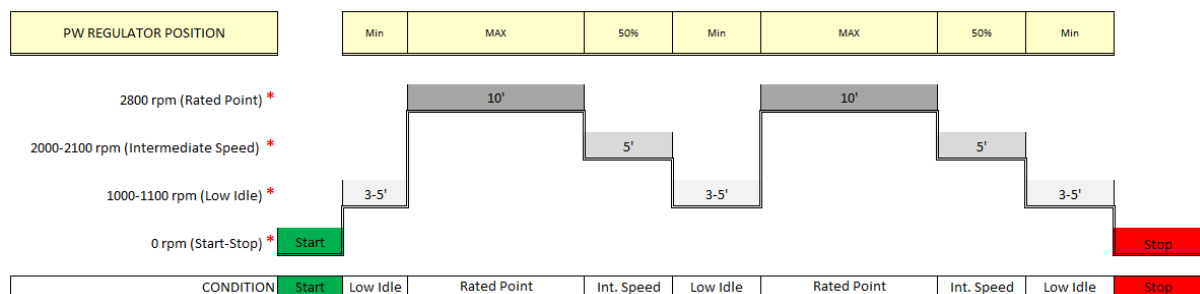 PW REGULATOR POSITION Min MAX 50% Min MAX 50% Min
2800 rpm (Rated Point) * 10' 10'
2000-2100 rpm (Intermediate Speed) * 5' 5'
1000-1100 rpm (Low Idle) * 3-5' 3-5' 3-5'
0 rpm (Start-Stop) * Start Stop
CONDITION Start Low Idle Rated Point Int. Speed Low Idle Rated Point Int. Speed Low Idle Stop